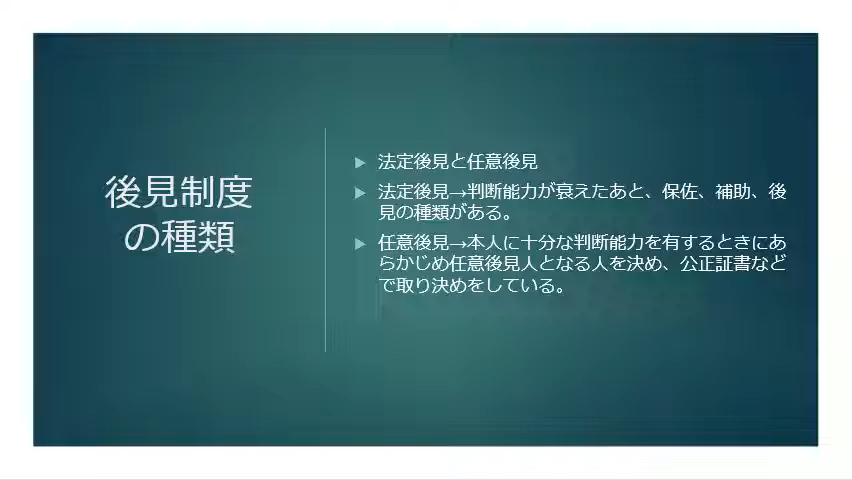 後見制度
の種類
▶ 法定後見と任意後見
▶ 法定後見→判断能力が衰えたあと、保佐、補助、後
見の種類がある。
▶ 任意後見→本人に十分な判断能力を有するときにあ
らかじめ任意後見人となる人を決め、公正証書など
で取り決めをしている。